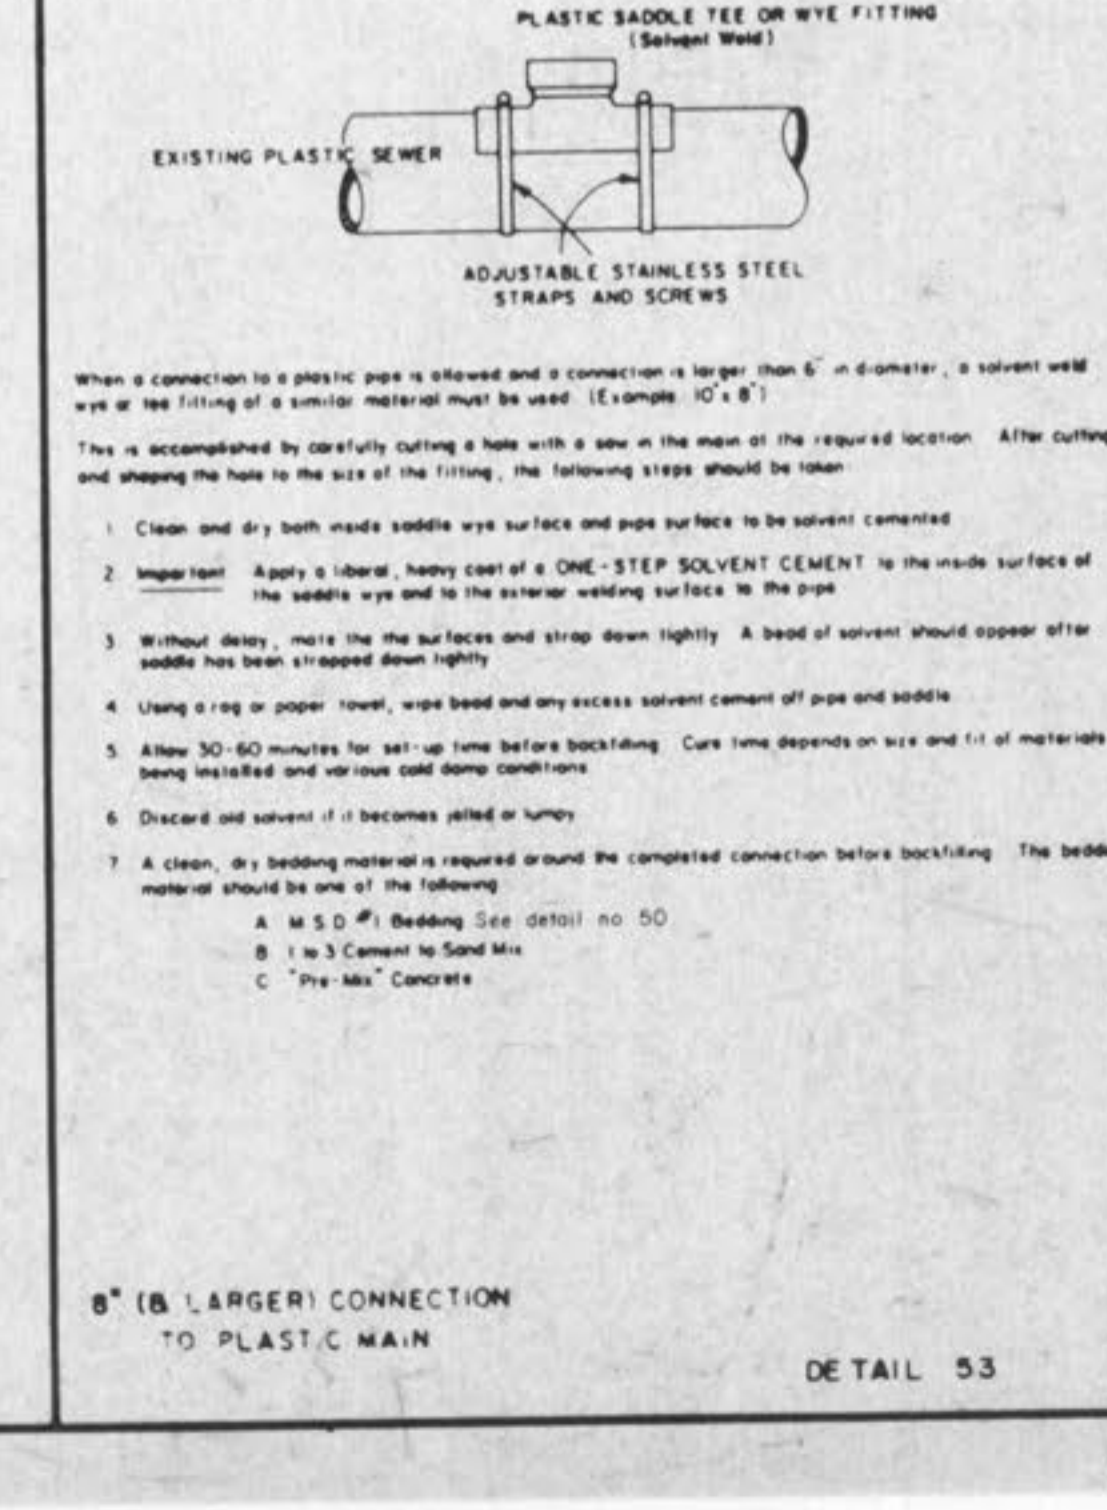 PLASTIC SADDLE TEE OR WYE FITTING
(Solvent Weld)
EXISTING PLASTIC SEWER
ADJUSTABLE STAINLESS STEEL
STRAPS AND SCREWS
When a connection to a plastic pipe is allowed and a connection is larger than 6" in diameter, a solvent weld
wye or tee fitting of a similar material must be used (Example 10" x 8")
This is accomplished by carefully cutting a hole with a saw in the main at the required location After cutting
and shaping the hole to the size of the fitting, the following steps should be taken:
1 Clean and dry both inside saddle wye surface and pipe surface to be solvent cemented
2 Important Apply a liberal, heavy coat of a ONE-STEP SOLVENT CEMENT to the inside surface of
the saddle wye and to the exterior welding surface to the pipe
3 Without delay, mate the the surfaces and strap down tightly A bead of solvent should appear after
saddle has been strapped down tightly
4 Using a rag or paper towel, wipe bead and any excess solvent cement off pipe and saddle
5 Allow 30-60 minutes for set-up time before backfilling Cure time depends on size and fit of materials
being installed and various cold damp conditions
6 Discard old solvent if it becomes jelled or lumpy
7 A clean, dry bedding material is required around the completed connection before backfilling The bedd
material should be one of the following
A M S D #1 Bedding See detail no 50
B 1 to 3 Cement to Sand Mix
C "Pre-Mix" Concrete
8" (& LARGER) CONNECTION
TO PLASTIC MAIN
DETAIL 53